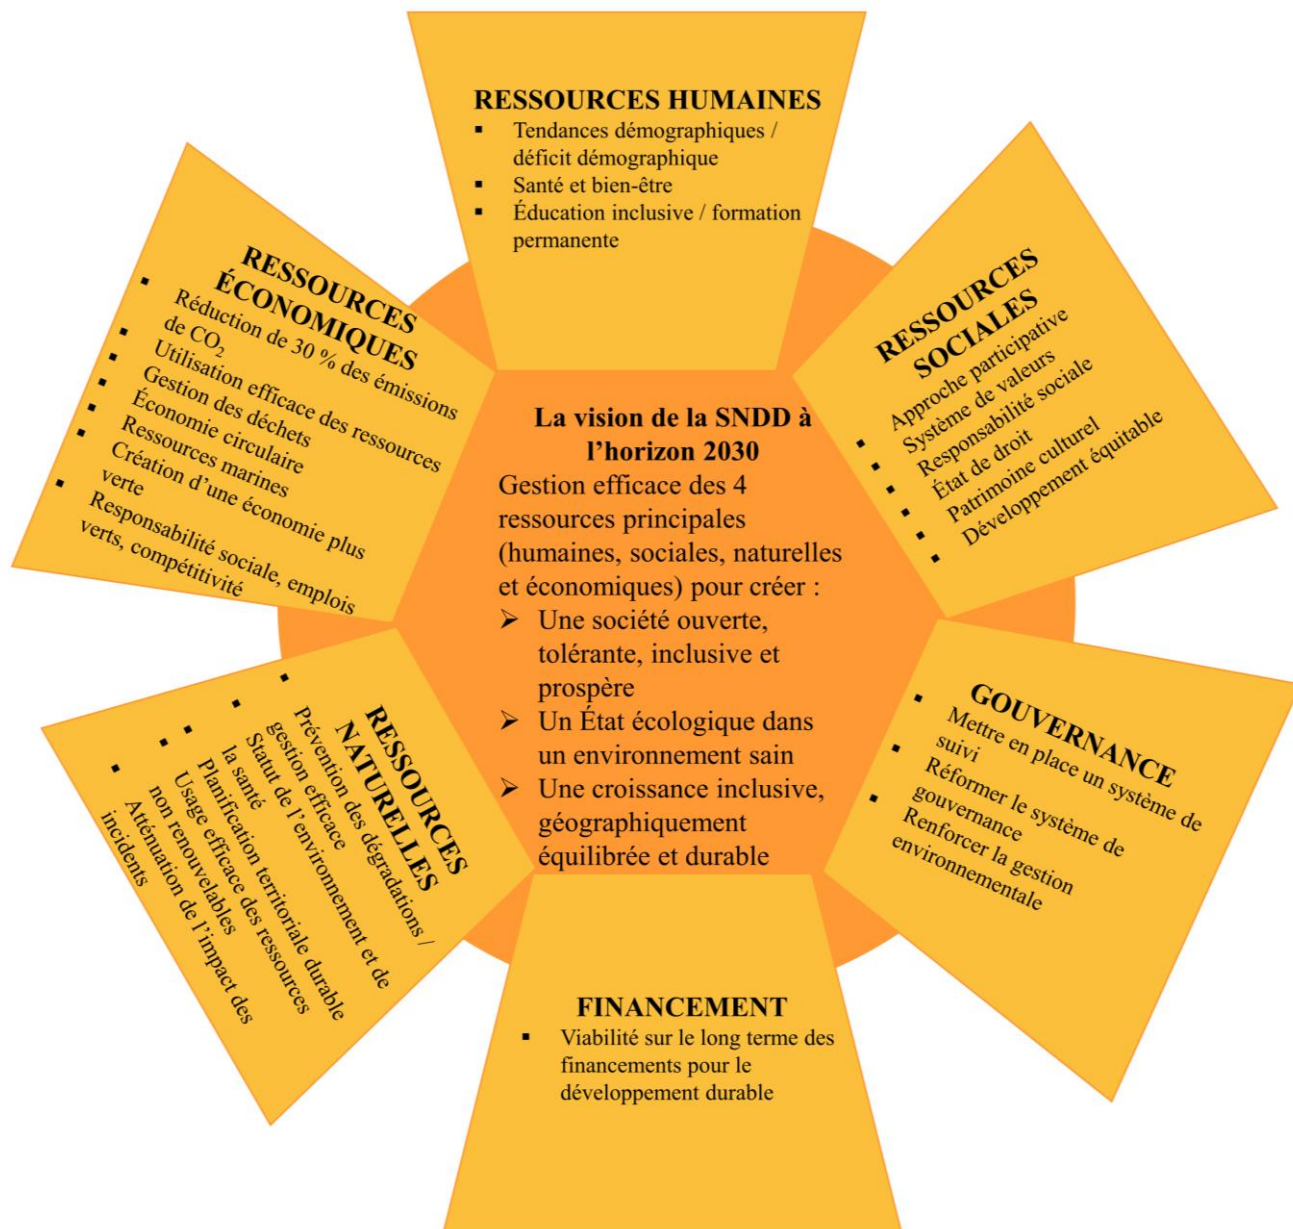 RESSOURCES HUMAINES
▪ Tendances démographiques /
déficit démographique
▪ Santé et bien-être
▪ Éducation inclusive / formation
permanente
RESSOURCES
SOCIALES
▪ Approche participative
▪ Système de valeurs
▪ Responsabilité sociale
▪ État de droit
▪ Patrimoine culturel
▪ Développement équitable
GOUVERNANCE
▪ Mettre en place un système de
suivi
▪ Réformer le système de
gouvernance
▪ Renforcer la gestion
environnementale
FINANCEMENT
▪ Viabilité sur le long terme des
financements pour le
développement durable
RESSOURCES
NATURELLES
▪ Prévention des dégradations /
gestion efficace
▪ Statut de l’environnement et de
la santé
▪ Planification territoriale durable
▪ Usage efficace des ressources
non renouvelables
▪ Atténuation de l’impact des
incidents
RESSOURCES
ÉCONOMIQUES
▪ Réduction de 30 % des émissions
de CO₂
▪ Utilisation efficace des ressources
▪ Gestion des déchets
▪ Économie circulaire
▪ Ressources marines
▪ Création d’une économie plus
verte
▪ Responsabilité sociale, emplois
verts, compétitivité
La vision de la SNDD à
l’horizon 2030
Gestion efficace des 4
ressources principales
(humaines, sociales, naturelles
et économiques) pour créer :
➢ Une société ouverte,
tolérante, inclusive et
prospère
➢ Un État écologique dans
un environnement sain
➢ Une croissance inclusive,
géographiquement
équilibrée et durable